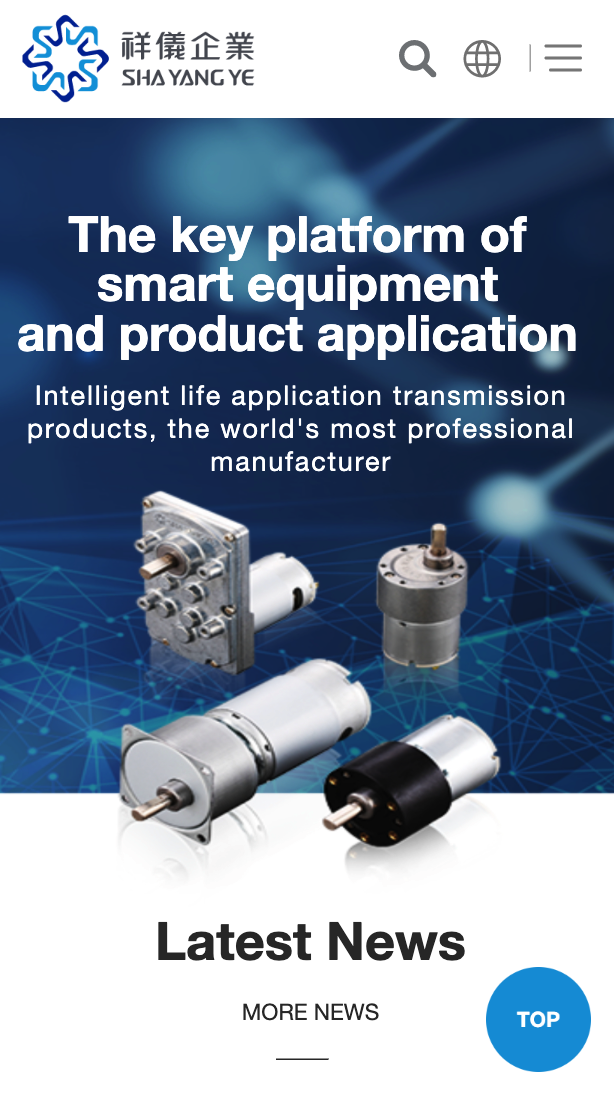 祥儀企業
SHA YANG YE
The key platform of
smart equipment
and product application
Intelligent life application transmission
products, the world's most professional
manufacturer
Latest News
MORE NEWS
TOP